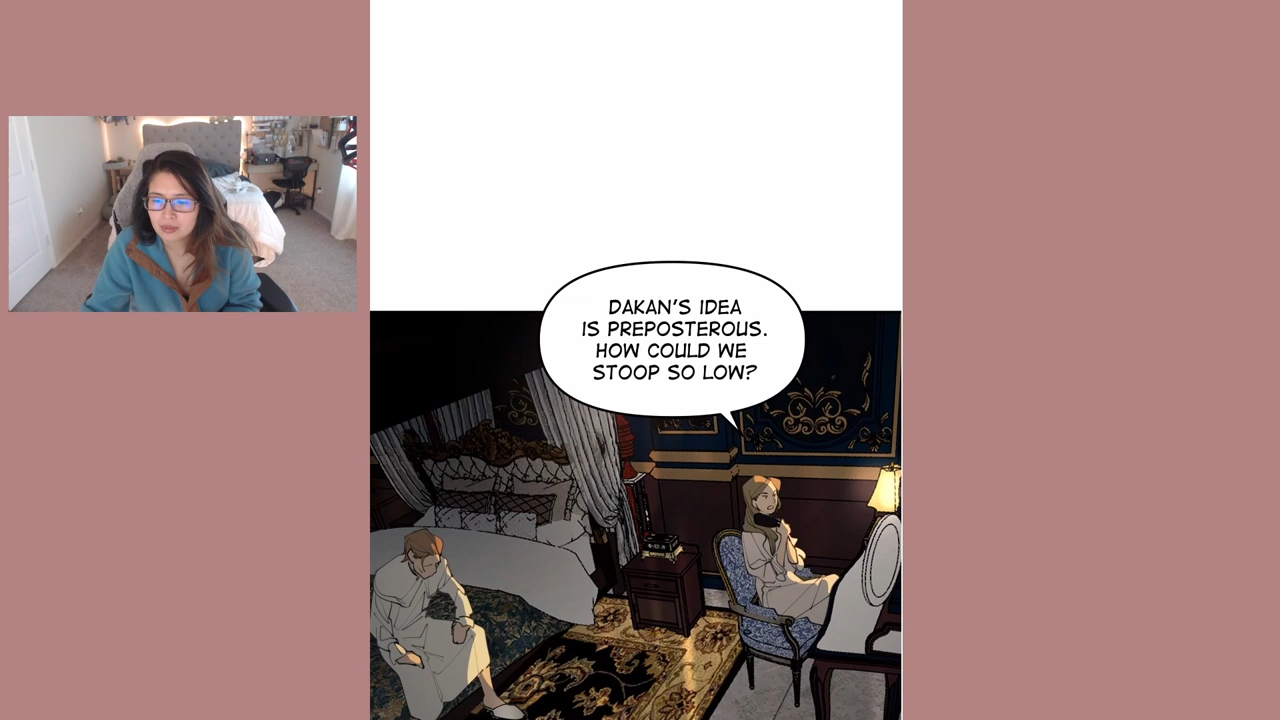 DAKAN'S IDEA
IS PREPOSTEROUS.
HOW COULD WE
STOOP SO LOW?